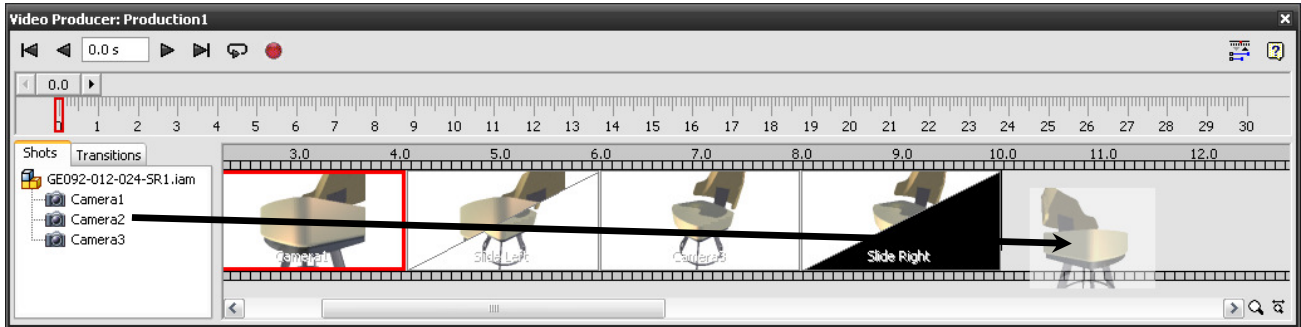 Video Producer: Production1
0.0 s
0.0
0 1 2 3 4 5 6 7 8 9 10 11 12 13 14 15 16 17 18 19 20 21 22 23 24 25 26 27 28 29 30
Shots Transitions
3.0 4.0 5.0 6.0 7.0 8.0 9.0 10.0 11.0 12.0
GE092-012-024-SR1.iam
Camera1
Camera2
Camera3
Camera1 Slide Left Camera3 Slide Right